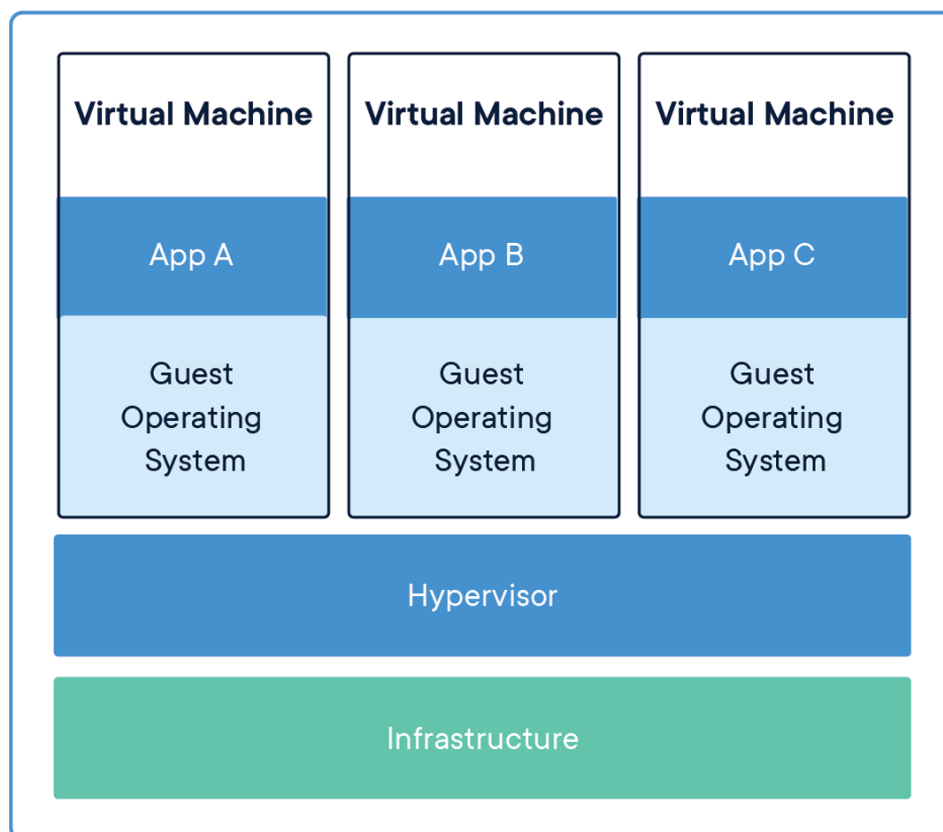 Virtual Machine
Virtual Machine
Virtual Machine
App A
App B
App C
Guest
Operating
System
Guest
Operating
System
Guest
Operating
System
Hypervisor
Infrastructure